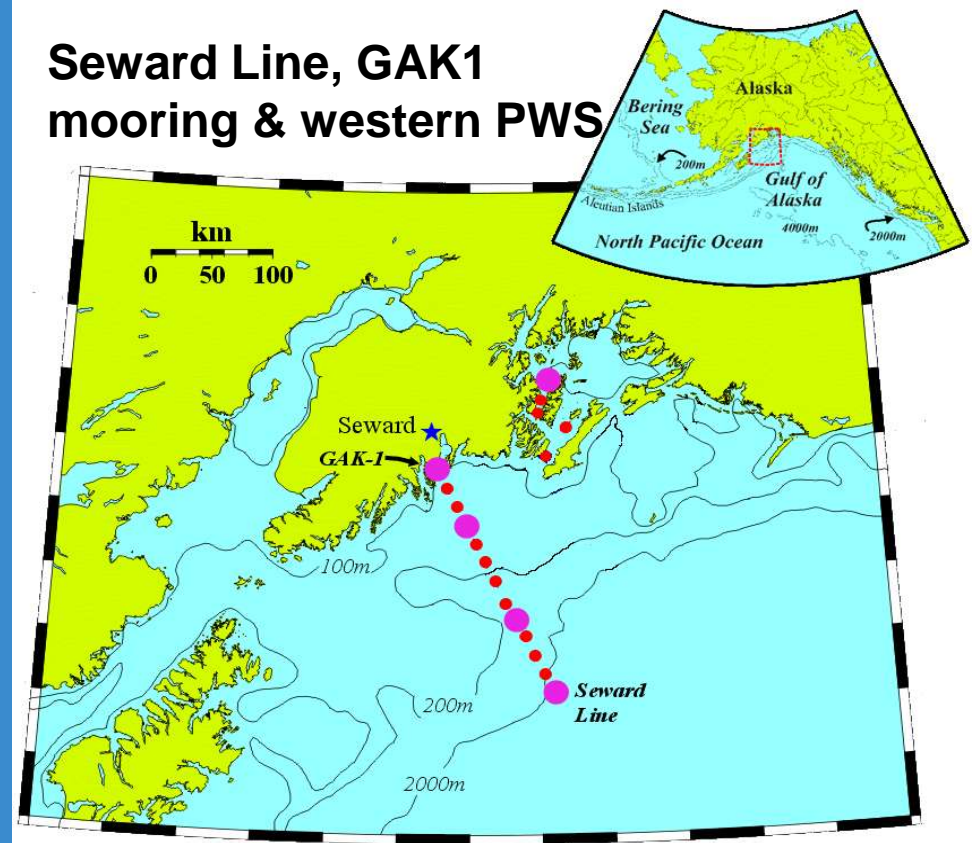 Seward Line, GAK1
mooring & western PWS
Alaska
Bering
Sea
200m
Gulf of
Alaska
Aleutian Islands
4000m
2000m
North Pacific Ocean
km
0 50 100
Seward
GAK-1
100m
Seward
Line
200m
2000m